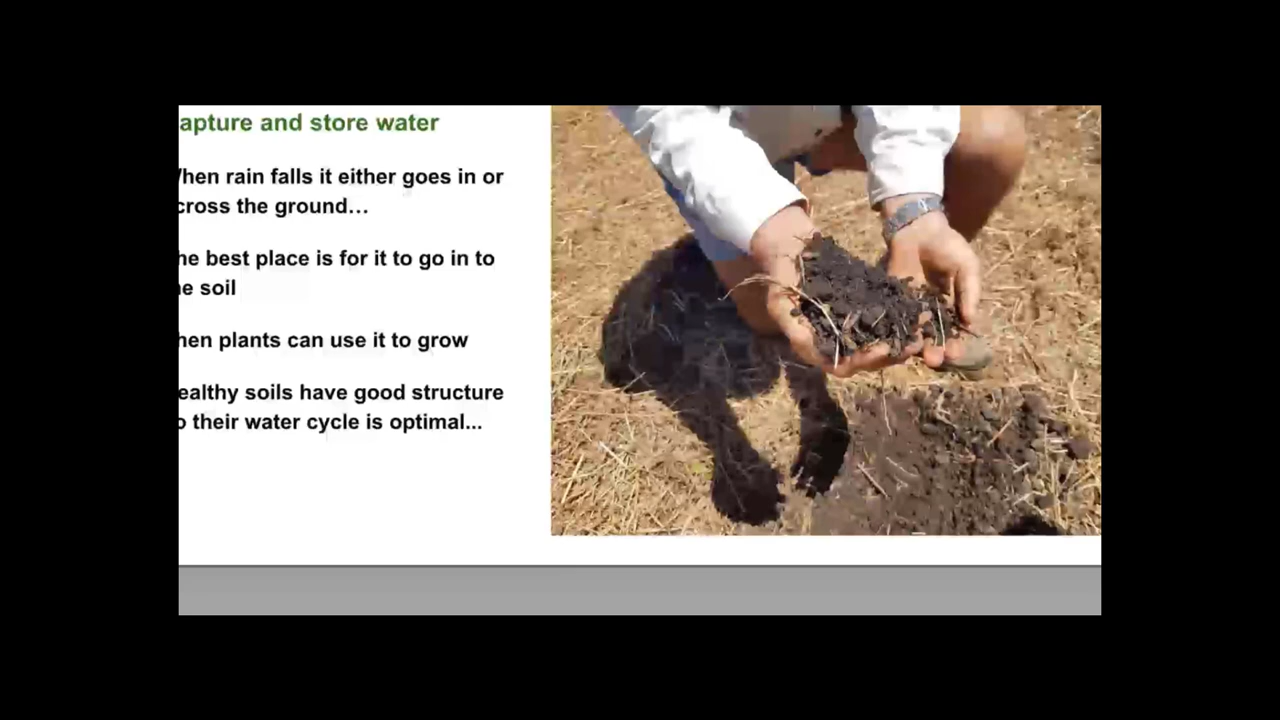 apture and store water
hen rain falls it either goes in or
cross the ground…
he best place is for it to go in to
e soil
hen plants can use it to grow
ealthy soils have good structure
o their water cycle is optimal...